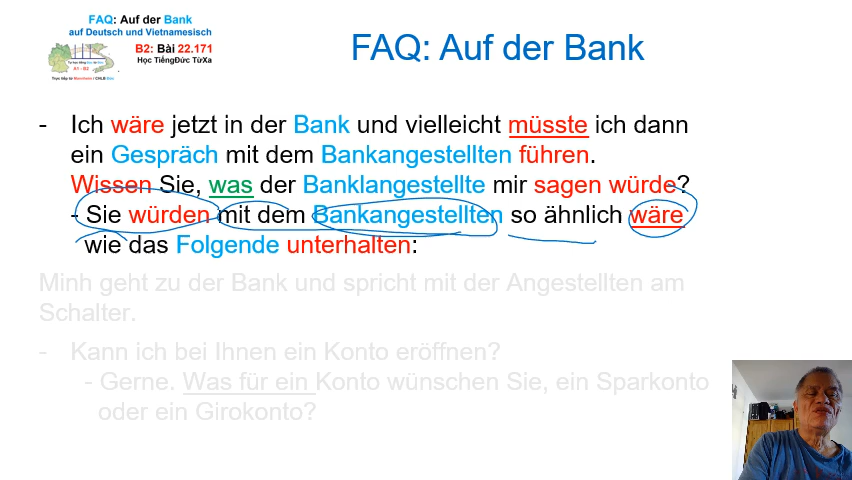 FAQ: Auf der Bank
auf Deutsch und Vietnamesisch
B2: Bài 22.171
Học TiếngĐức TừXa
A1 - B2
FAQ: Auf der Bank
- Ich wäre jetzt in der Bank und vielleicht müsste ich dann
ein Gespräch mit dem Bankangestellten führen.
Wissen Sie, was der Banklangestellte mir sagen würde?
- Sie würden mit dem Bankangestellten so ähnlich wäre
wie das Folgende unterhalten:
Minh geht zu der Bank und spricht mit der Angestellten am
Schalter.
- Kann ich bei Ihnen ein Konto eröffnen?
- Gerne. Was für ein Konto wünschen Sie, ein Sparkonto
oder ein Girokonto?